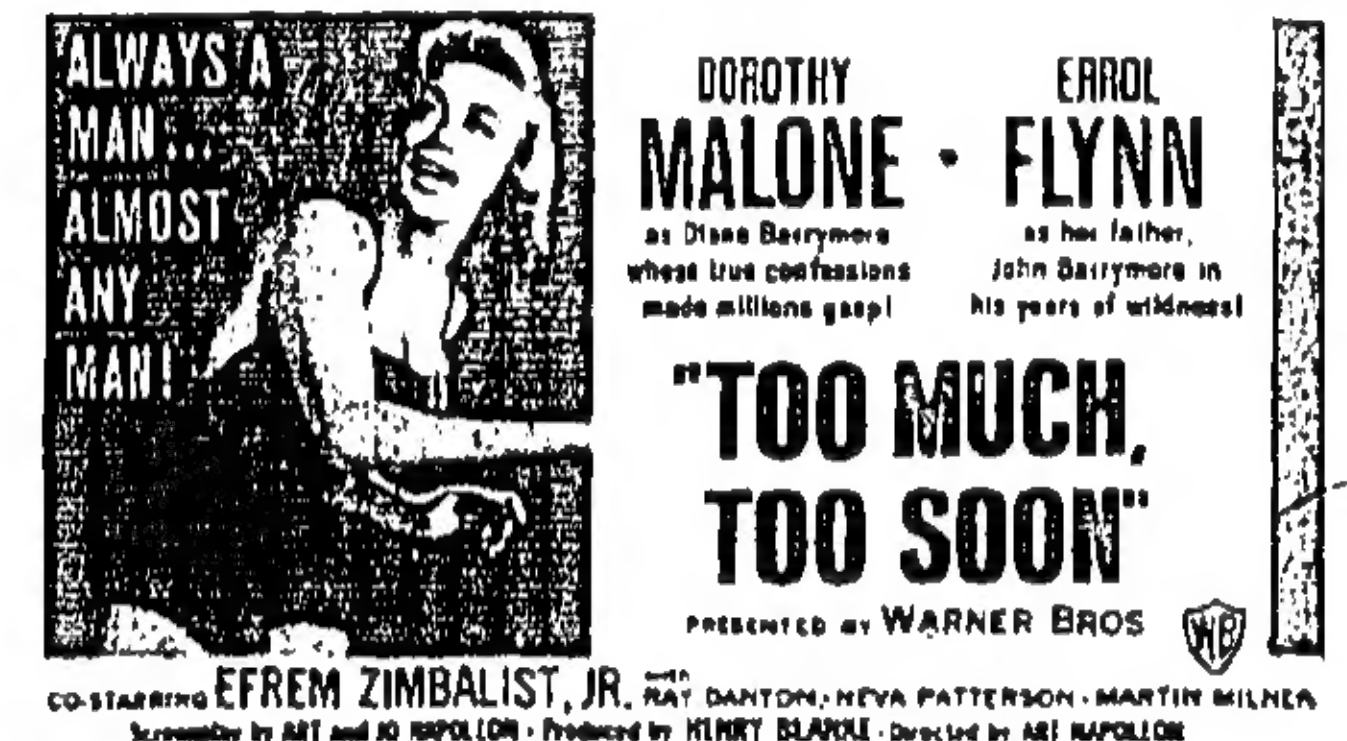 ALWAYS A
MAN...
ALMOST
ANY
MAN!
DOROTHY
MALONE
as Diana Barrymore
whose true confessions
made millions gasp!
ERROL
FLYNN
as her father,
John Barrymore in
his years of wildness!
"TOO MUCH,
TOO SOON"
PRESENTED BY WARNER BROS
WB
CO-STARRING EFREM ZIMBALIST, JR. with RAY DANTON · NEVA PATTERSON · MARTIN MILNER
Screenplay by ART and JO NAPOLEON · Produced by HENRY BLANKE · Directed by ART NAPOLEON